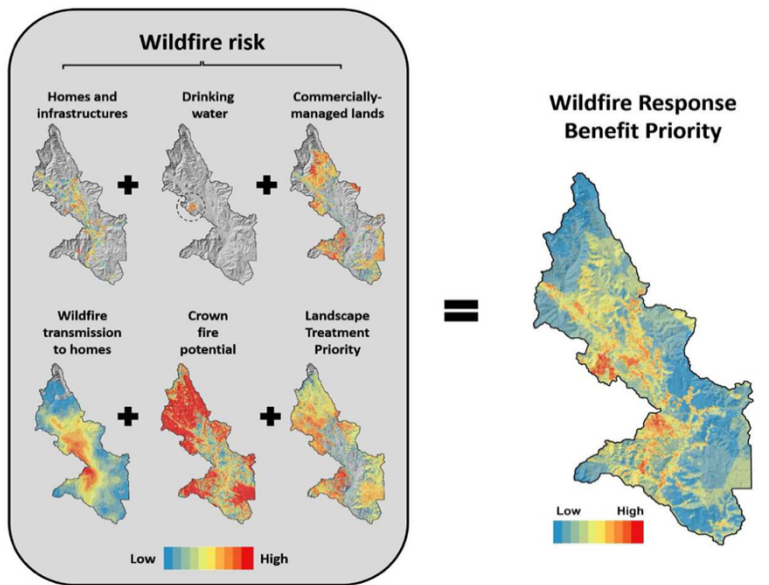 Wildfire risk
Homes and
infrastructures
Drinking
water
Commercially-
managed lands
+
+
Wildfire
transmission
to homes
Crown
fire
potential
Landscape
Treatment
Priority
+
+
Low
High
=
Wildfire Response
Benefit Priority
Low
High